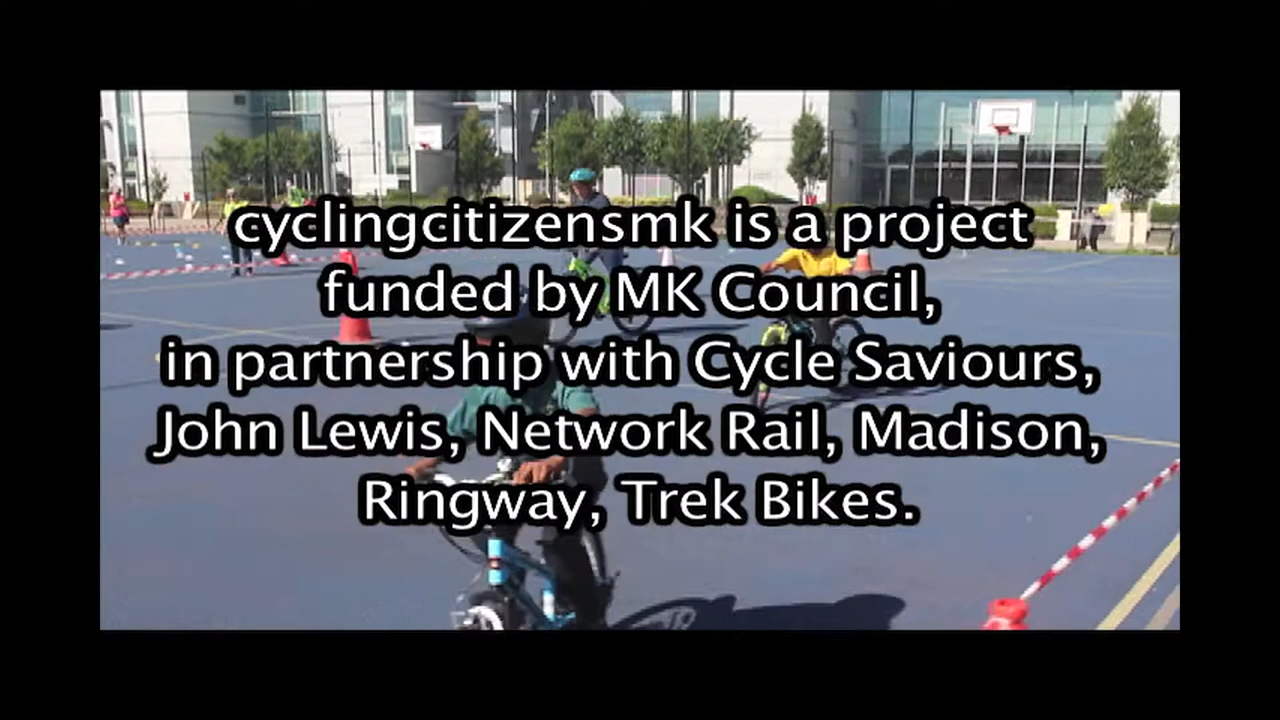 cyclingcitizensmk is a project
funded by MK Council,
in partnership with Cycle Saviours,
John Lewis, Network Rail, Madison,
Ringway, Trek Bikes.